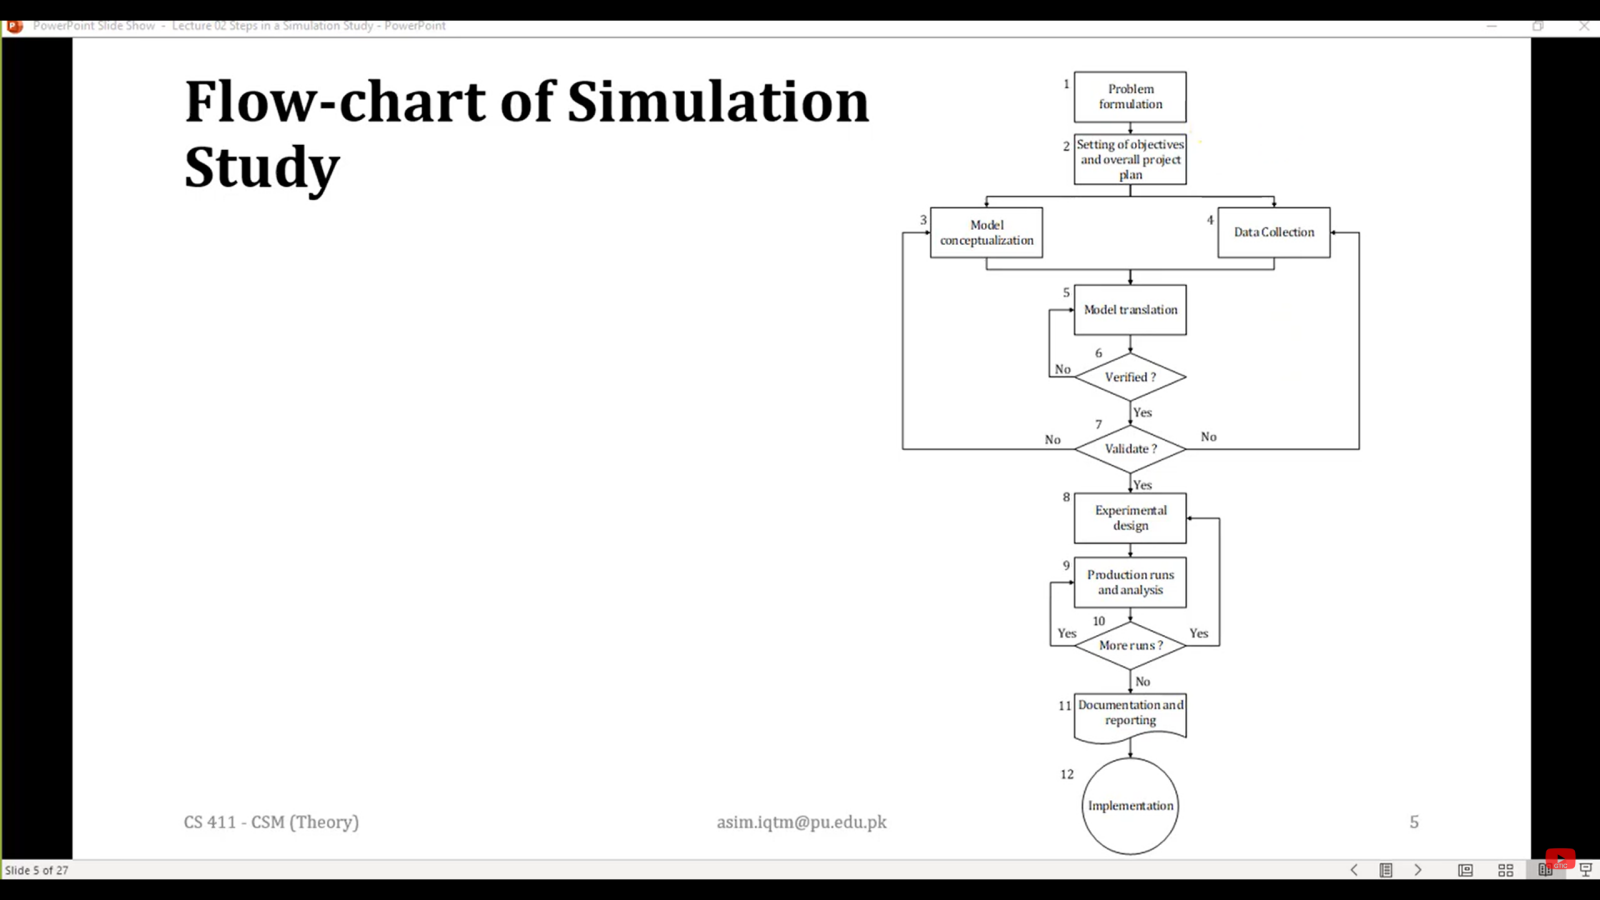 PowerPoint Slide Show - Lecture 02 Steps in a Simulation Study - PowerPoint
Flow-chart of Simulation
Study
1
Problem
formulation
2
Setting of objectives
and overall project
plan
3
Model
conceptualization
4
Data Collection
5
Model translation
6
Verified ?
No
Yes
7
Validate ?
No
No
Yes
8
Experimental
design
9
Production runs
and analysis
10
More runs ?
Yes
Yes
No
11
Documentation and
reporting
12
Implementation
CS 411 - CSM (Theory)
asim.iqtm@pu.edu.pk
5
Slide 5 of 27